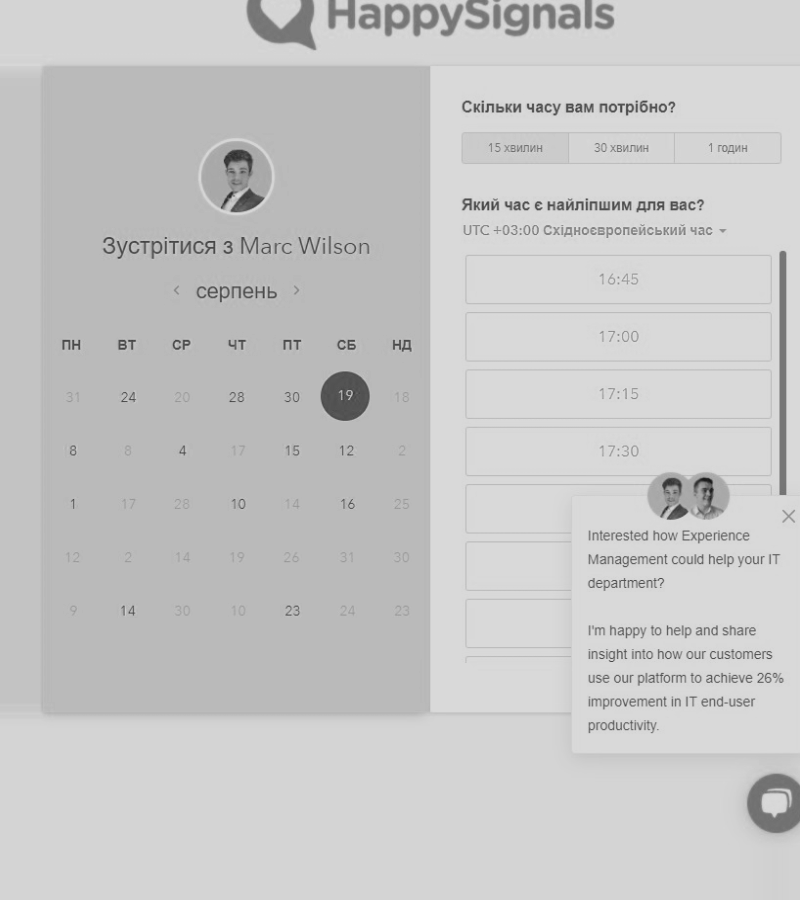 HappySignals
Зустрітися з Marc Wilson
серпень
ПН ВТ СР ЧТ ПТ СБ НД
31 24 20 28 30 19 18
8 8 4 17 15 12 2
1 17 28 10 14 16 25
12 2 14 19 26 31 30
9 14 30 10 23 24 23
Скільки часу вам потрібно?
15 хвилин 30 хвилин 1 годин
Який час є найліпшим для вас?
UTC +03:00 Східноєвропейський час
16:45
17:00
17:15
17:30
Interested how Experience
Management could help your IT
department?
I'm happy to help and share
insight into how our customers
use our platform to achieve 26%
improvement in IT end-user
productivity.